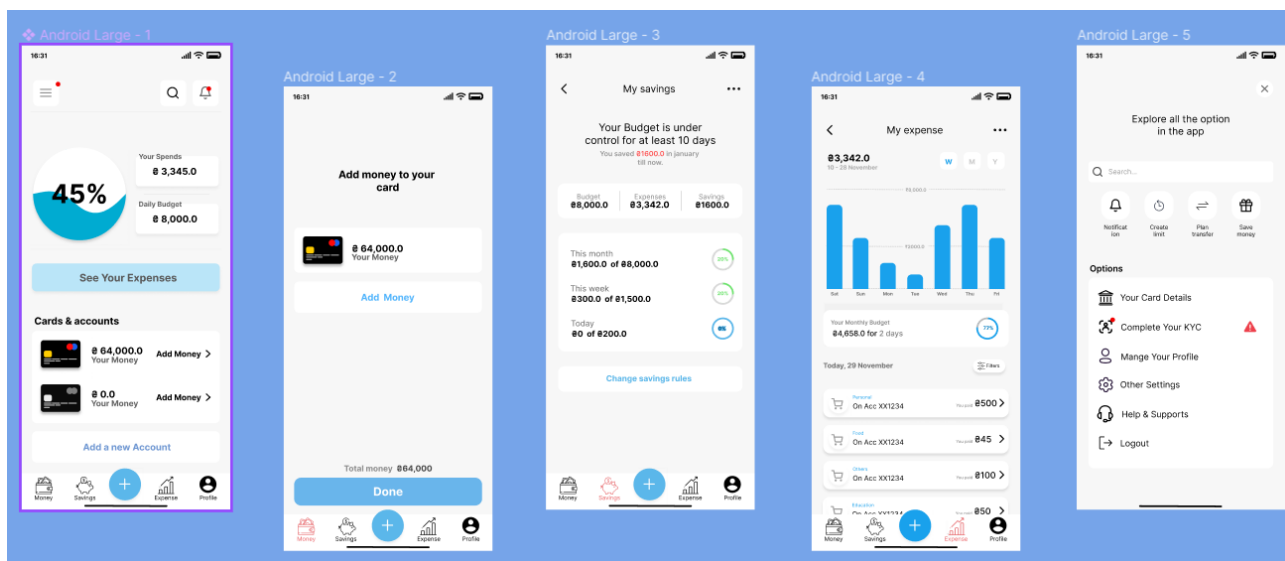 Android Large - 1
16:31
45%
Your Spends
₴ 3,345.0
Daily Budget
₴ 8,000.0
See Your Expenses
Cards & accounts
₴ 64,000.0
Your Money
Add Money
₴ 0.0
Your Money
Add Money
Add a new Account
Money
Savings
Expense
Profile
Android Large - 2
16:31
Add money to your
card
₴ 64,000.0
Your Money
Add Money
Total money ₴64,000
Done
Money
Savings
Expense
Profile
Android Large - 3
16:31
My savings
Your Budget is under
control for at least 10 days
You saved ₴1600.0 in january
till now.
Budget
₴8,000.0
Expenses
₴3,342.0
Savings
₴1600.0
This month
₴1,600.0 of ₴8,000.0
20%
This week
₴300.0 of ₴1,500.0
20%
Today
₴0 of ₴200.0
0%
Change savings rules
Money
Savings
Expense
Profile
Android Large - 4
16:31
My expense
₴3,342.0
10 - 28 November
W
M
Y
Sat
Sun
Mon
Tue
Wed
Thu
Fri
Your Monthly Budget
₴4,658.0 for 2 days
77%
Today, 29 November
Filters
Personal
On Acc XX1234
You paid ₴500
Food
On Acc XX1234
You paid ₴45
Others
On Acc XX1234
You paid ₴100
Education
On Acc XX1234
₴50
Money
Savings
Expense
Profile
Android Large - 5
16:31
Explore all the option
in the app
Search...
Notificat
ion
Create
limit
Plan
transfer
Save
money
Options
Your Card Details
Complete Your KYC
Mange Your Profile
Other Settings
Help & Supports
Logout